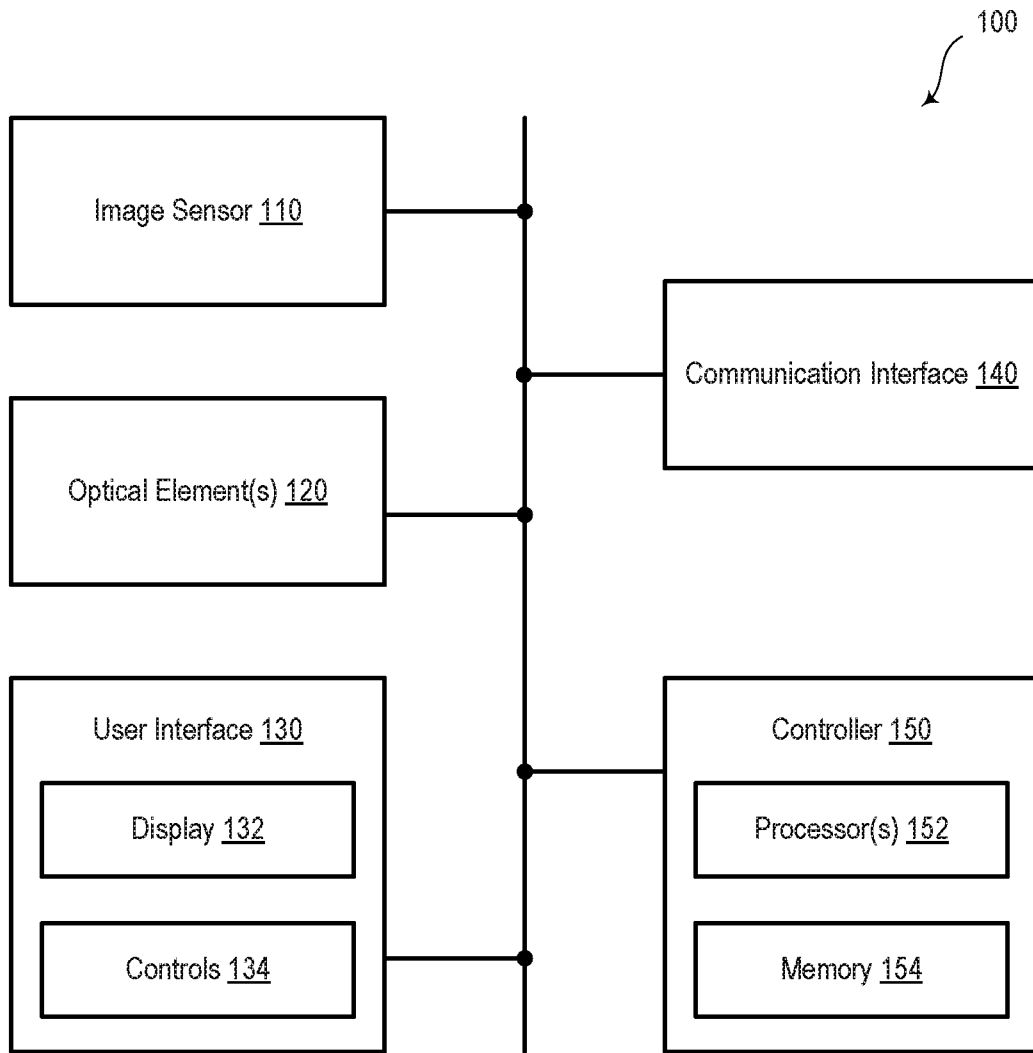 100
Image Sensor 110
Communication Interface 140
Optical Element(s) 120
User Interface 130
Display 132
Controls 134
Controller 150
Processor(s) 152
Memory 154